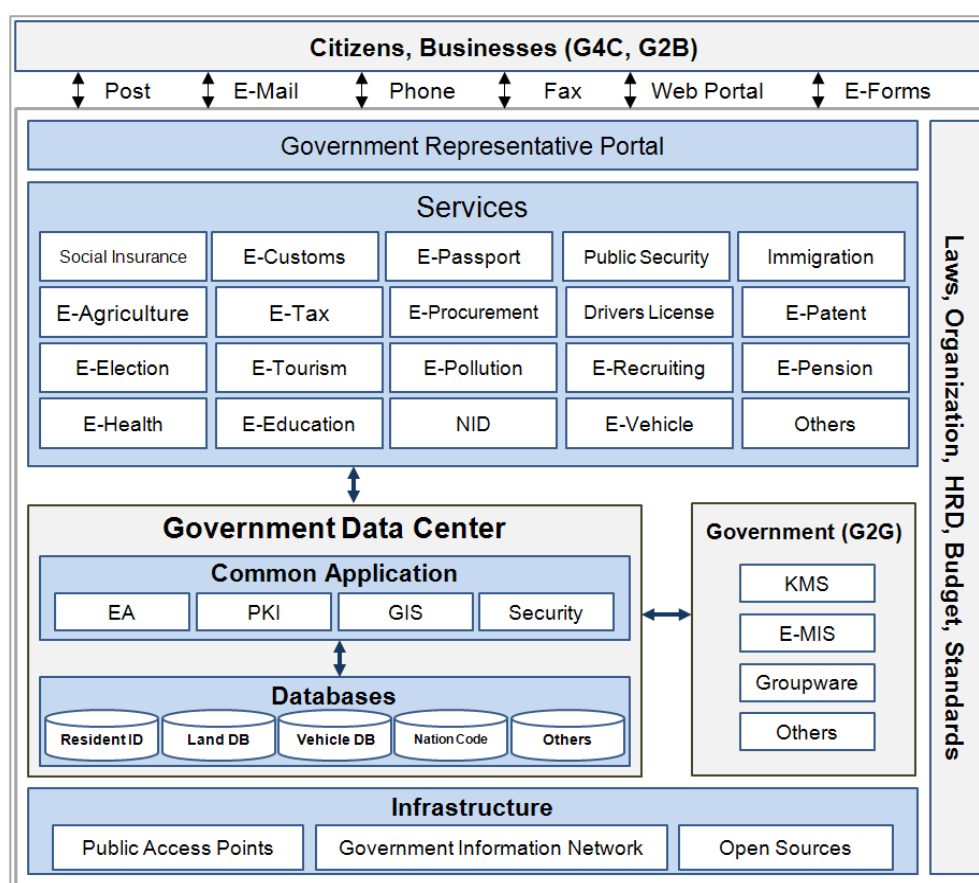 Citizens, Businesses (G4C, G2B)
Post E-Mail Phone Fax Web Portal E-Forms
Government Representative Portal
Services
Social Insurance E-Customs E-Passport Public Security Immigration
E-Agriculture E-Tax E-Procurement Drivers License E-Patent
E-Election E-Tourism E-Pollution E-Recruiting E-Pension
E-Health E-Education NID E-Vehicle Others
Government Data Center
Common Application
EA PKI GIS Security
Databases
Resident ID Land DB Vehicle DB Nation Code Others
Government (G2G)
KMS
E-MIS
Groupware
Others
Infrastructure
Public Access Points Government Information Network Open Sources
Laws, Organization, HRD, Budget, Standards